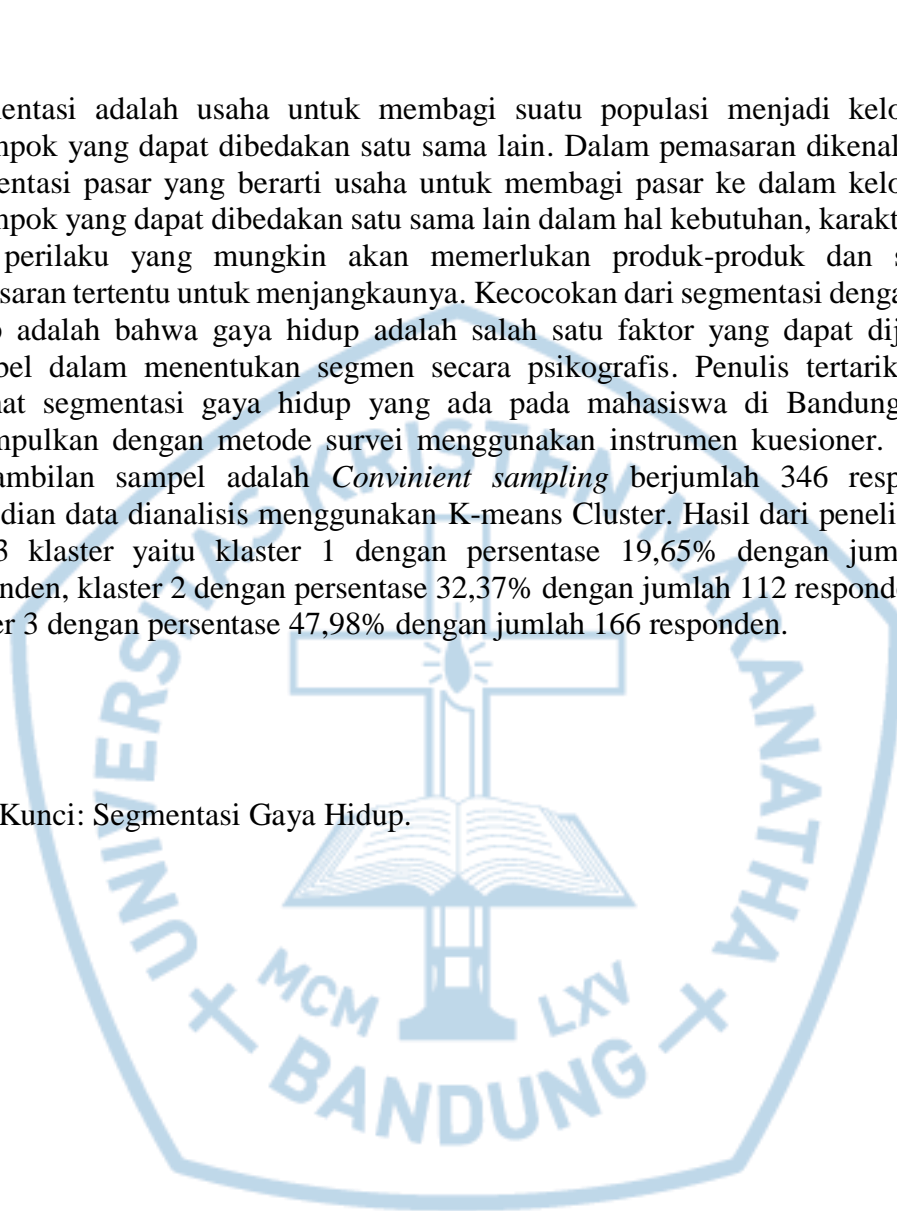 mentasi adalah usaha untuk membagi suatu populasi menjadi kelo
mpok yang dapat dibedakan satu sama lain. Dalam pemasaran dikenal
entasi pasar yang berarti usaha untuk membagi pasar ke dalam kelo
mpok yang dapat dibedakan satu sama lain dalam hal kebutuhan, karakt
perilaku yang mungkin akan memerlukan produk-produk dan s
saran tertentu untuk menjangkaunya. Kecocokan dari segmentasi denga
adalah bahwa gaya hidup adalah salah satu faktor yang dapat dij
bel dalam menentukan segmen secara psikografis. Penulis tertarik
hat segmentasi gaya hidup yang ada pada mahasiswa di Bandung
mpulkan dengan metode survei menggunakan instrumen kuesioner.
ambilan sampel adalah Convinient sampling berjumlah 346 resp
dian data dianalisis menggunakan K-means Cluster. Hasil dari peneli
3 klaster yaitu klaster 1 dengan persentase 19,65% dengan jum
nden, klaster 2 dengan persentase 32,37% dengan jumlah 112 responde
er 3 dengan persentase 47,98% dengan jumlah 166 responden.
Kunci: Segmentasi Gaya Hidup.
UNIVERSITAS KRISTEN MARANATHA
MCM LXV
BANDUNG